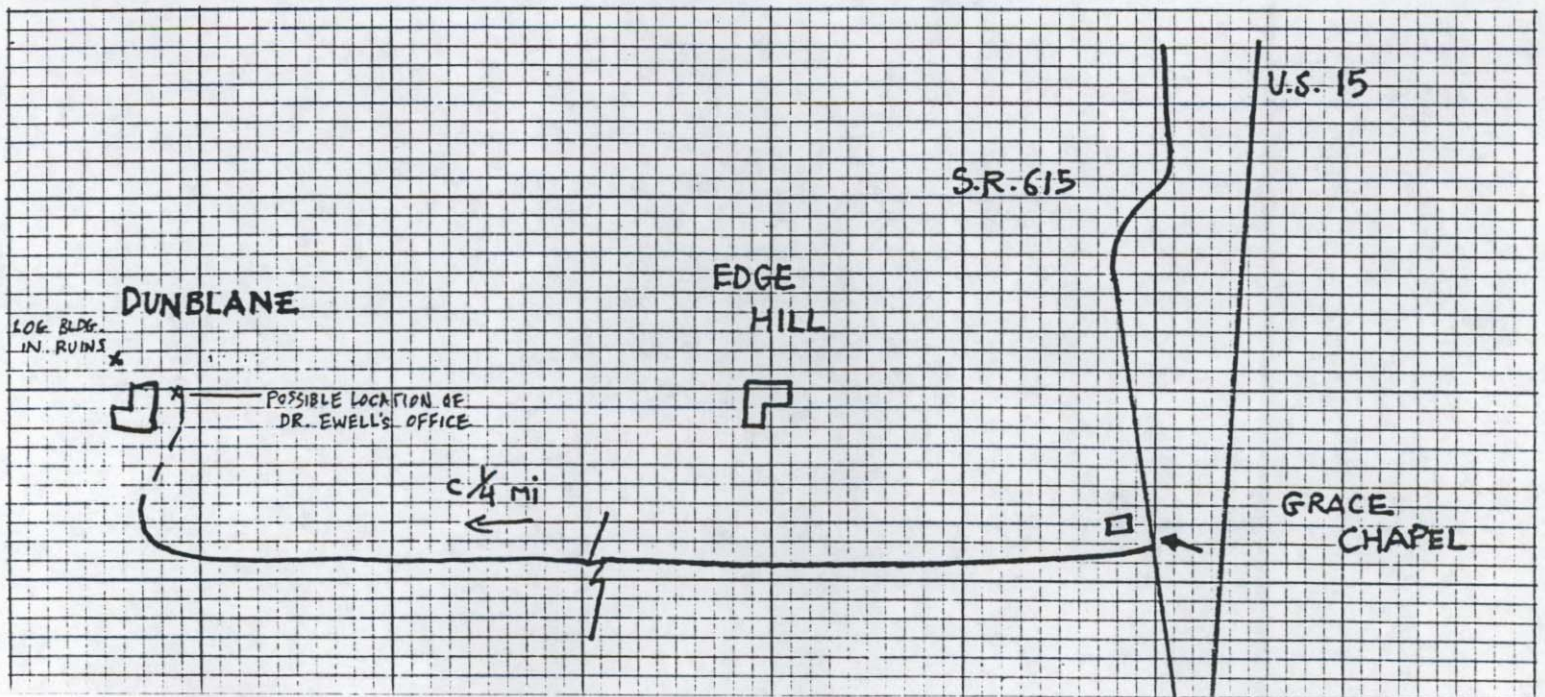 U.S. 15
S.R. 615
EDGE
HILL
DUNBLANE
LOG BLDG.
IN RUINS
POSSIBLE LOCATION OF
DR. EWELL'S OFFICE
c 1/4 mi
GRACE
CHAPEL